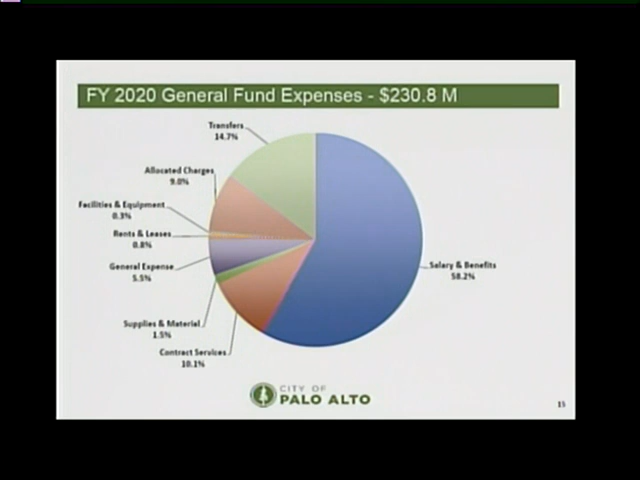 FY 2020 General Fund Expenses - $230.8 M
Transfers
14.7%
Allocated Charges
9.0%
Facilities & Equipment
0.3%
Rents & Leases
0.8%
General Expense
5.5%
Supplies & Material
1.5%
Contract Services
10.1%
Salary & Benefits
58.2%
CITY OF
PALO ALTO
15